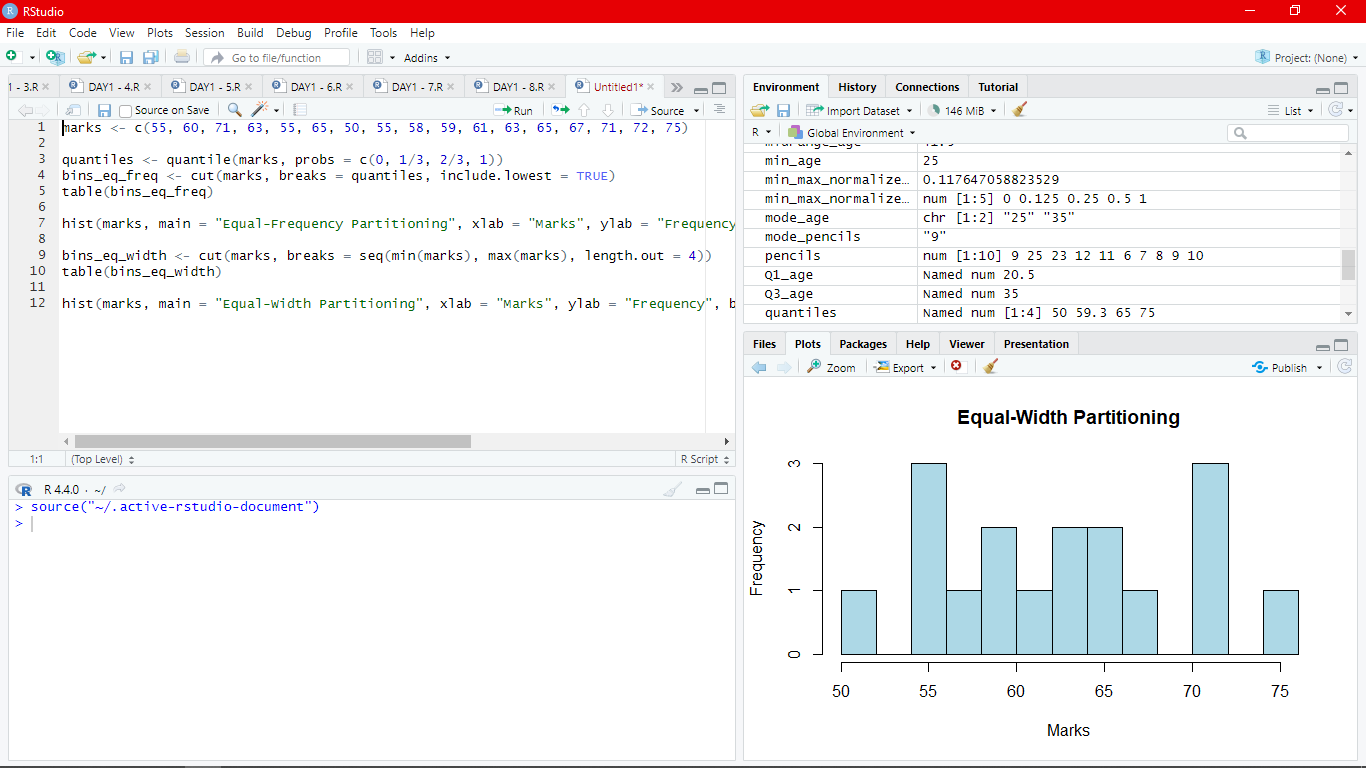 RStudio
File Edit Code View Plots Session Build Debug Profile Tools Help
Go to file/function Addins Project: (None)
1 - 3.R DAY1 - 4.R DAY1 - 5.R DAY1 - 6.R DAY1 - 7.R DAY1 - 8.R Untitled1*
Source on Save Run Source
1 marks <- c(55, 60, 71, 63, 55, 65, 50, 55, 58, 59, 61, 63, 65, 67, 71, 72, 75)
2
3 quantiles <- quantile(marks, probs = c(0, 1/3, 2/3, 1))
4 bins_eq_freq <- cut(marks, breaks = quantiles, include.lowest = TRUE)
5 table(bins_eq_freq)
6
7 hist(marks, main = "Equal-Frequency Partitioning", xlab = "Marks", ylab = "Frequency
8
9 bins_eq_width <- cut(marks, breaks = seq(min(marks), max(marks), length.out = 4))
10 table(bins_eq_width)
11
12 hist(marks, main = "Equal-Width Partitioning", xlab = "Marks", ylab = "Frequency", b
1:1 (Top Level) R Script
R 4.4.0 · ~/
> source("~/.active-rstudio-document")
>
Environment History Connections Tutorial
Import Dataset 146 MiB List
R Global Environment
min_age 25
min_max_normalize… 0.117647058823529
min_max_normalize… num [1:5] 0 0.125 0.25 0.5 1
mode_age chr [1:2] "25" "35"
mode_pencils "9"
pencils num [1:10] 9 25 23 12 11 6 7 8 9 10
Q1_age Named num 20.5
Q3_age Named num 35
quantiles Named num [1:4] 50 59.3 65 75
Files Plots Packages Help Viewer Presentation
Zoom Export Publish
Equal-Width Partitioning
3
2
1
0
Frequency
50 55 60 65 70 75
Marks